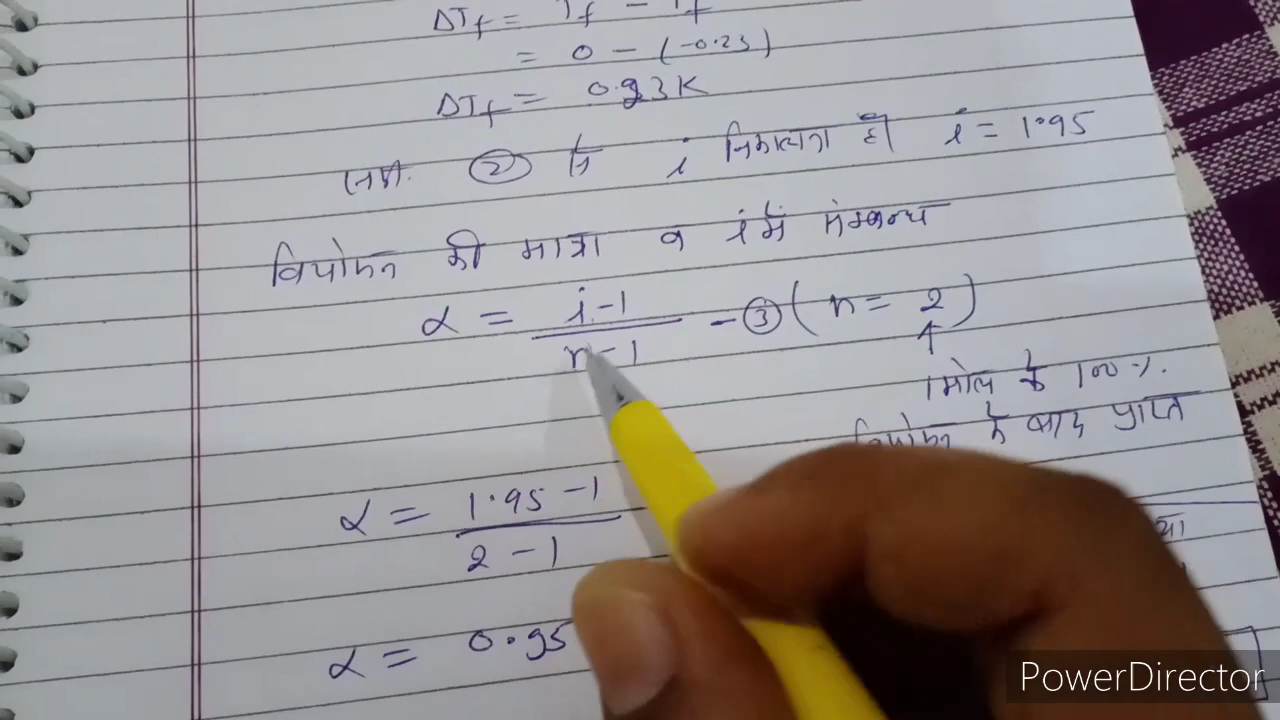 ΔTf = Tf - Tf
= 0 - (-0.23)
ΔTf = 0.23K
समी. ② से i निकालना है। i = 1.95
वियोजन की मात्रा व i में सम्बन्ध
α = i-1 / n-1 - ③ (n = 2)
1 मोल के 100 %.
के बाद प्राप्त
α = 1.95 - 1 / 2 - 1
α = 0.95
PowerDirector